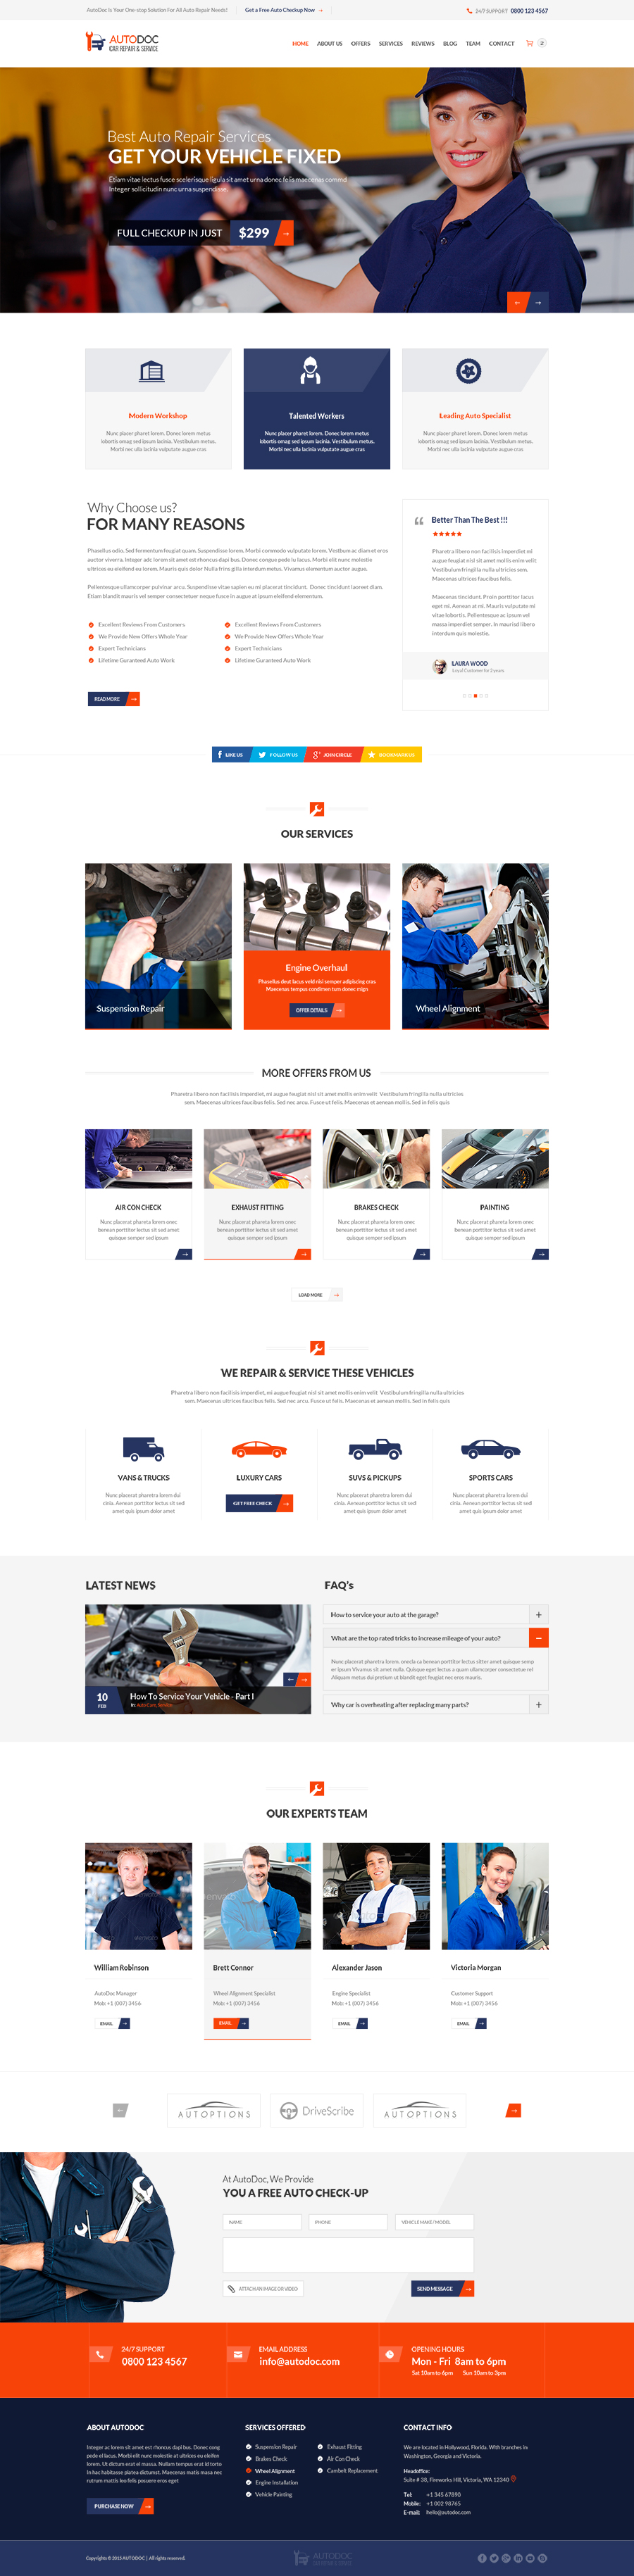 AutoDoc Is Your One-stop Solution For All Auto Repair Needs!
Get a Free Auto Checkup Now
24/7 SUPPORT 0800 123 4567
AUTODOC
CAR REPAIR & SERVICE
HOME ABOUT US OFFERS SERVICES REVIEWS BLOG TEAM CONTACT 2
Best Auto Repair Services
GET YOUR VEHICLE FIXED
Etiam vitae lectus fusce scelerisque ligula sit amet urna donec felis maecenas commd
Integer sollicitudin nunc urna suspendisse.
FULL CHECKUP IN JUST $299
Modern Workshop
Nunc placer pharet lorem. Donec lorem metus
lobortis omag sed ipsum lacinia. Vestibulum metus.
Morbi nec ulla lacinia vulputate augue cras
Talented Workers
Nunc placer pharet lorem. Donec lorem metus
lobortis omag sed ipsum lacinia. Vestibulum metus.
Morbi nec ulla lacinia vulputate augue cras
Leading Auto Specialist
Nunc placer pharet lorem. Donec lorem metus
lobortis omag sed ipsum lacinia. Vestibulum metus.
Morbi nec ulla lacinia vulputate augue cras
Why Choose us?
FOR MANY REASONS
Phasellus odio. Sed fermentum feugiat quam. Suspendisse lorem. Morbi commodo vulputate lorem. Vestbum ac diam et eros
auctor viverra. Integer adc lorem sit amet est rhoncus dapi bus. Donec congue pede in la lacus. Morbi elit nunc molestie
ultrices eu eleifend eu lorem. Mauris quis dolor Nulla frins gilla interdum metus. Vivamus elementum auctor augue.
Pellentesque ullamcorper pulvinar arcu. Suspendisse vitae sapien eu mi placerat tincidunt. Donec tincidunt laoreet diam.
Etiam blandit mauris vel semper consectetuer neque fusce in augue at ipsum eleifend elementum.
Excellent Reviews From Customers
We Provide New Offers Whole Year
Expert Technicians
Lifetime Guranteed Auto Work
Excellent Reviews From Customers
We Provide New Offers Whole Year
Expert Technicians
Lifetime Guranteed Auto Work
READ MORE
Better Than The Best !!!
Pharetra libero non facilisis imperdiet mi
augue feugiat nisl sit amet mollis enim velit
Vestibulum fringilla nulla ultricies sem.
Maecenas ultrices faucibus felis.
Maecenas tincidunt. Proin porttitor lacus
eget mi. Aenean at mi. Mauris vulputate mi
vitae lobortis. Pellentesque ac ipsum vel
massa imperdiet semper. In maurisd libero
interdum quis molestie.
LAURA WOOD
Loyal Customer for 8 years
LIKE US
FOLLOW US
JOIN CIRCLE
BOOKMARK US
OUR SERVICES
Suspension Repair
Engine Overhaul
Phasellus deut lacus veld nisi semper adipiscing cras
Maecenas tempus condimen tum donec mign
OFFER DETAILS
Wheel Alignment
MORE OFFERS FROM US
Pharetra libero non facilisis imperdiet, mi augue feugiat nisl sit amet mollis enim velit Vestibulum fringilla nulla ultricies
sem. Maecenas ultrices faucibus felis. Sed nec arcu. Fusce ut felis. Maecenas et aenean mollis. Sed in felis quis
AIR CON CHECK
Nunc placerat phareta lorem onec
benean porttitor lectus sit sed amet
quisque semper sed ipsum
EXHAUST FITTING
Nunc placerat phareta lorem onec
benean porttitor lectus sit sed amet
quisque semper sed ipsum
BRAKES CHECK
Nunc placerat phareta lorem onec
benean porttitor lectus sit sed amet
quisque semper sed ipsum
PAINTING
Nunc placerat phareta lorem onec
benean porttitor lectus sit sed amet
quisque semper sed ipsum
LOAD MORE
WE REPAIR & SERVICE THESE VEHICLES
Pharetra libero non facilisis imperdiet, mi augue feugiat nisl sit amet mollis enim velit Vestibulum fringilla nulla ultricies
sem. Maecenas ultrices faucibus felis. Sed nec arcu. Fusce ut felis. Maecenas et aenean mollis. Sed in felis quis
VANS & TRUCKS
Nunc placerat pharetra lorem dui
cinia. Aenean porttitor lectus sit sed
amet quis ipsum dolor amet
LUXURY CARS
GET FREE CHECK
SUVS & PICKUPS
Nunc placerat pharetra lorem dui
cinia. Aenean porttitor lectus sit sed
amet quis ipsum dolor amet
SPORTS CARS
Nunc placerat pharetra lorem dui
cinia. Aenean porttitor lectus sit sed
amet quis ipsum dolor amet
LATEST NEWS
10
FEB
How To Service Your Vehicle - Part I
In: Auto Care, Service
FAQ's
How to service your auto at the garage?
What are the top rated tricks to increase mileage of your auto?
Nunc placerat pharetra lorem. onecla ca benean porttitor lectus sitter amet quisque semp
er ipsum Vivamus sit amet nulla. Quisque eget lectus a quam ullamcorper consectetue ret
Aliquam metus dui pretium ut blandit eget feugiat nec eros mauris.
Why car is overheating after replacing many parts?
OUR EXPERTS TEAM
William Robinson
AutoDoc Manager
Mob: +1 (007) 3456
EMAIL
Brett Connor
Wheel Alignment Specialist
Mob: +1 (007) 3456
EMAIL
Alexander Jason
Engine Specialist
Mob: +1 (007) 3456
EMAIL
Victoria Morgan
Customer Support
Mob: +1 (007) 3456
EMAIL
AUTOPTIONS
DriveScribe
AUTOPTIONS
At AutoDoc, We Provide
YOU A FREE AUTO CHECK-UP
NAME
PHONE
VEHICLE MAKE / MODEL
ATTACH AN IMAGE OR VIDEO
SEND MESSAGE
24/7 SUPPORT
0800 123 4567
EMAIL ADDRESS
info@autodoc.com
OPENING HOURS
Mon - Fri 8am to 6pm
Sat 10am to 6pm Sun 10am to 3pm
ABOUT AUTODOC
Integer ac lorem sit amet est rhoncus dapi bus. Donec cong
pede el lacus. Morbi elit nunc molestie at ultrices eu eleifen
lorem. Ut dictum erat el massa. Nullam tempus erat id torto
In hac habitasse platea dictumst. Maecenas matis masa nec
rutrum mattis leo felis posuere eros eget
PURCHASE NOW
SERVICES OFFERED
Suspension Repair
Brakes Check
Wheel Alignment
Engine Installation
Vehicle Painting
Exhaust Fitting
Air Con Check
Cambelt Replacement
CONTACT INFO
We are located in Hollywood, Florida. With branches in
Washington, Georgia and Victoria.
Headoffice:
Suite # 38, Fireworks Hill, Victoria, WA 12340
Tel: +1 345 67890
Mobile: +1 002 98765
E-mail: hello@autodoc.com
Copyrights © 2013 AUTODOC | All rights reserved.
AUTODOC
CAR REPAIR & SERVICE